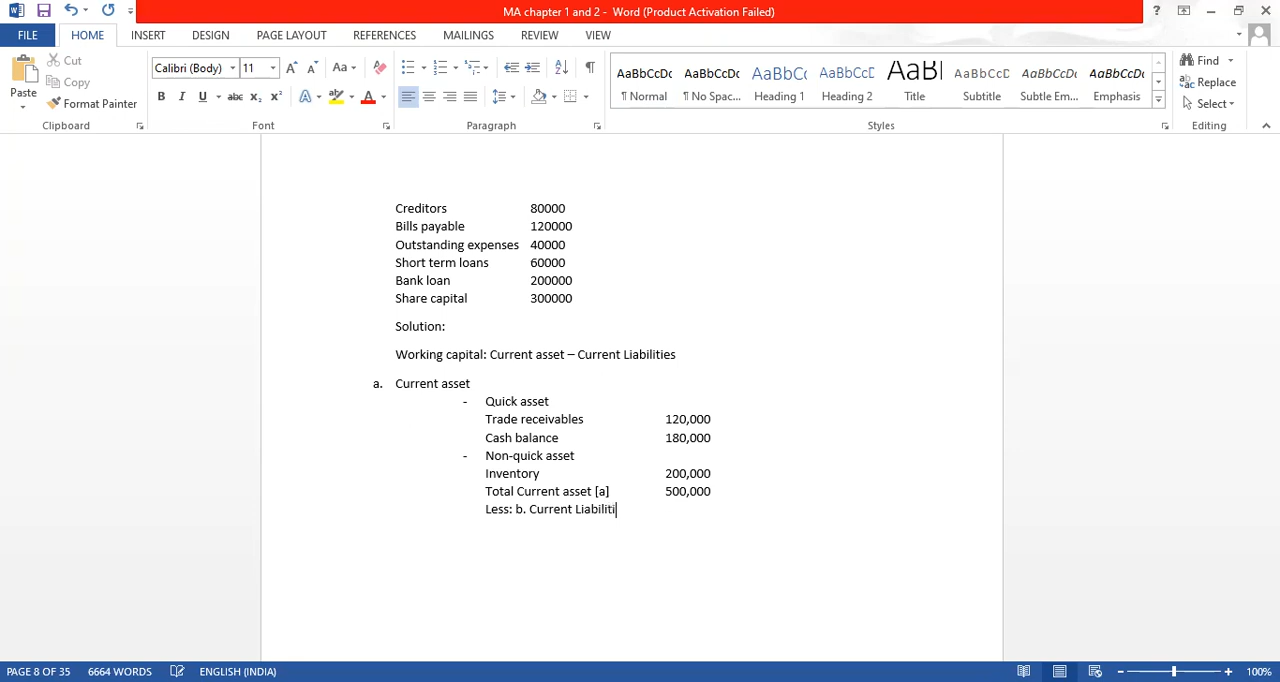 MA chapter 1 and 2 - Word (Product Activation Failed)
FILE HOME INSERT DESIGN PAGE LAYOUT REFERENCES MAILINGS REVIEW VIEW
Paste
Cut
Copy
Format Painter
Clipboard
Calibri (Body) 11
Font
Paragraph
AaBbCcDc AaBbCcDc AaBbCc AaBbCcC AaBl AaBbCcD AaBbCcDc AaBbCcDc
¶ Normal ¶ No Spac... Heading 1 Heading 2 Title Subtitle Subtle Em... Emphasis
Styles
Find
Replace
Select
Editing
Creditors 80000
Bills payable 120000
Outstanding expenses 40000
Short term loans 60000
Bank loan 200000
Share capital 300000
Solution:
Working capital: Current asset – Current Liabilities
a. Current asset
- Quick asset
Trade receivables 120,000
Cash balance 180,000
- Non-quick asset
Inventory 200,000
Total Current asset [a] 500,000
Less: b. Current Liabiliti
PAGE 8 OF 35 6664 WORDS ENGLISH (INDIA) 100%